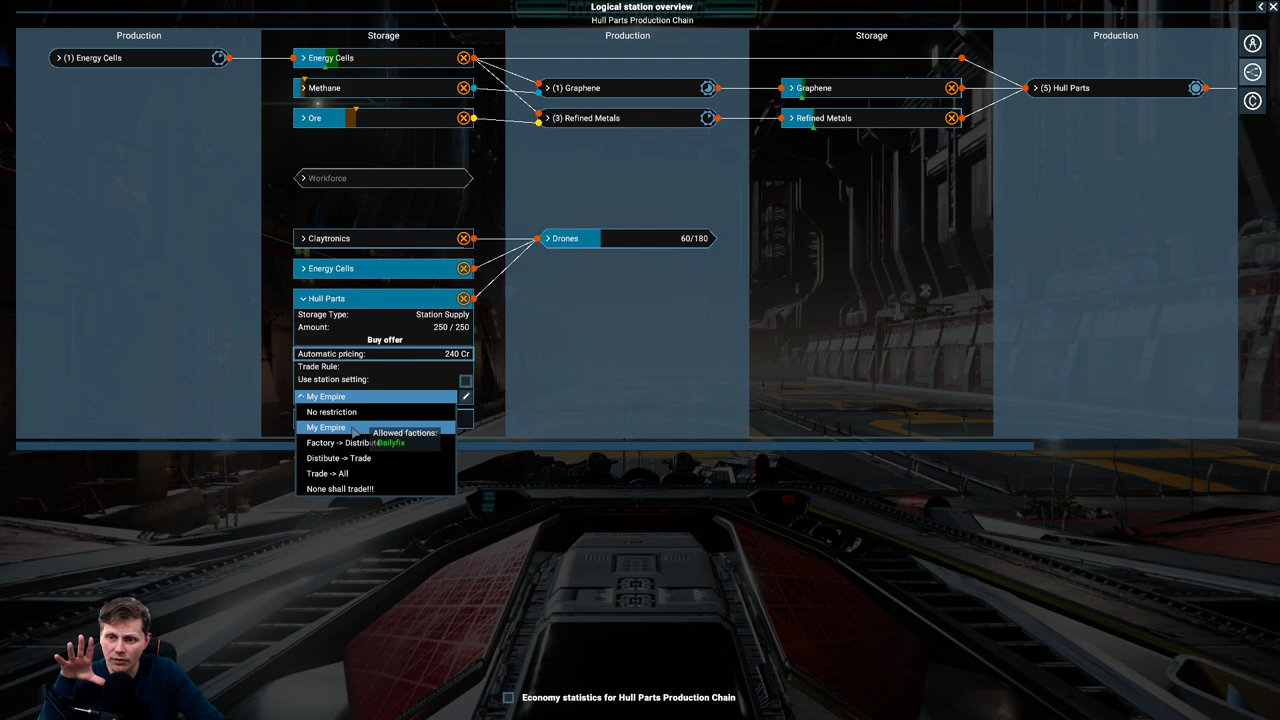 Logical station overview
Hull Parts Production Chain
Production
Storage
Production
Storage
Production
(1) Energy Cells
Energy Cells
Methane
(1) Graphene
Graphene
(5) Hull Parts
Ore
(3) Refined Metals
Refined Metals
Workforce
Claytronics
Drones
60/180
Energy Cells
Hull Parts
Storage Type:
Station Supply
Amount:
250 / 250
Buy offer
Automatic pricing:
240 Cr
Trade Rule:
Use station setting:
My Empire
No restriction
My Empire
Allowed factions:
Dailyfix
Factory -> Distribut
Distibute -> Trade
Trade -> All
None shall trade!!!
Economy statistics for Hull Parts Production Chain
A
C